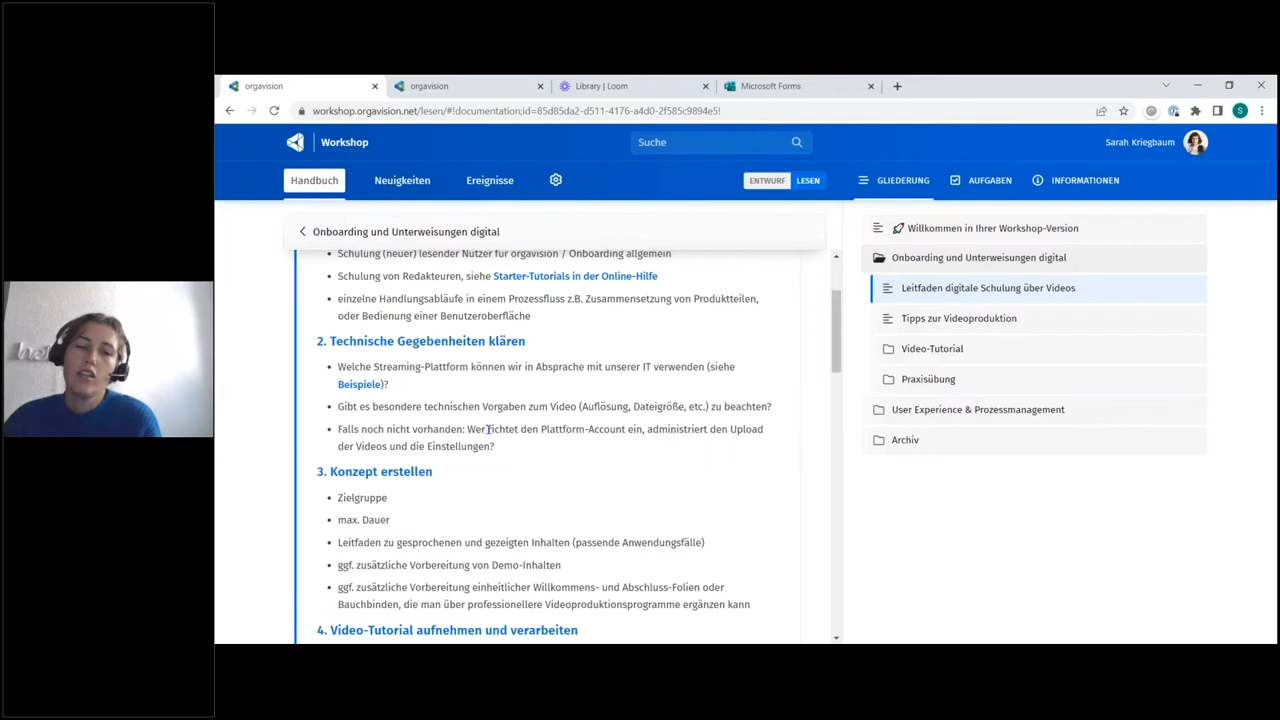 orgavision
orgavision
Library | Loom
Microsoft Forms
workshop.orgavision.net/lesen/#!documentation;id=85d85da2-d511-4176-a4d0-2f585c9894e5!
S
Workshop
Suche
Sarah Kriegbaum
Handbuch
Neuigkeiten
Ereignisse
ENTWURF
LESEN
GLIEDERUNG
AUFGABEN
INFORMATIONEN
Onboarding und Unterweisungen digital
Schulung (neuer) lesender Nutzer für orgavision / Onboarding allgemein
• Schulung von Redakteuren, siehe Starter-Tutorials in der Online-Hilfe
• einzelne Handlungsabläufe in einem Prozessfluss z.B. Zusammensetzung von Produktteilen,
oder Bedienung einer Benutzeroberfläche
2. Technische Gegebenheiten klären
• Welche Streaming-Plattform können wir in Absprache mit unserer IT verwenden (siehe
Beispiele)?
• Gibt es besondere technischen Vorgaben zum Video (Auflösung, Dateigröße, etc.) zu beachten?
• Falls noch nicht vorhanden: Wer richtet den Plattform-Account ein, administriert den Upload
der Videos und die Einstellungen?
3. Konzept erstellen
• Zielgruppe
• max. Dauer
• Leitfaden zu gesprochenen und gezeigten Inhalten (passende Anwendungsfälle)
• ggf. zusätzliche Vorbereitung von Demo-Inhalten
• ggf. zusätzliche Vorbereitung einheitlicher Willkommens- und Abschluss-Folien oder
Bauchbinden, die man über professionellere Videoproduktionsprogramme ergänzen kann
4. Video-Tutorial aufnehmen und verarbeiten
🚀 Willkommen in Ihrer Workshop-Version
Onboarding und Unterweisungen digital
Leitfaden digitale Schulung über Videos
Tipps zur Videoproduktion
Video-Tutorial
Praxisübung
User Experience & Prozessmanagement
Archiv